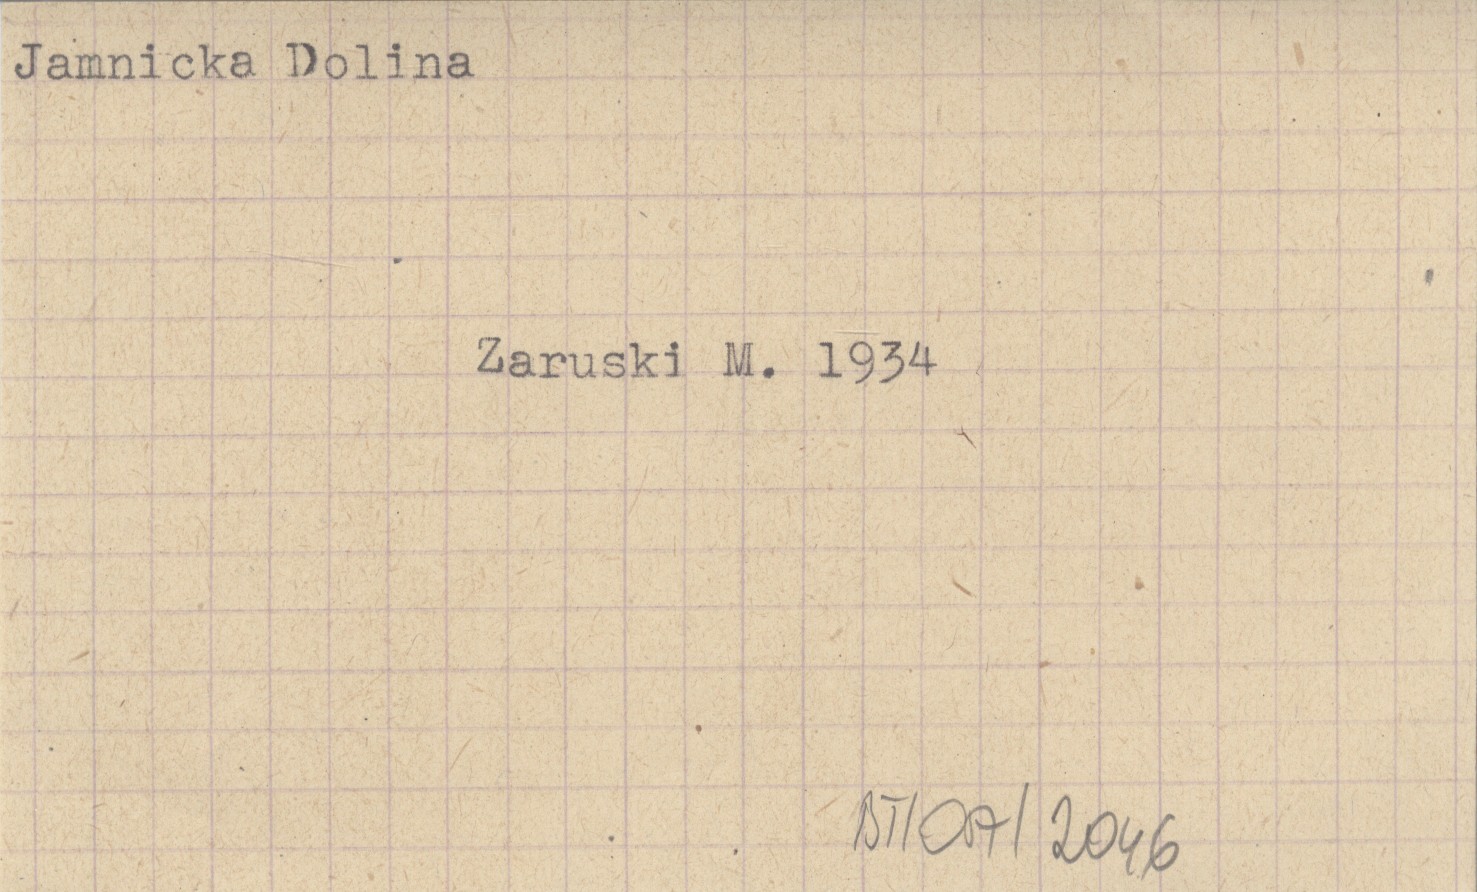 Jamnicka Dolina
Zaruski M. 1934
BT/OA/2046